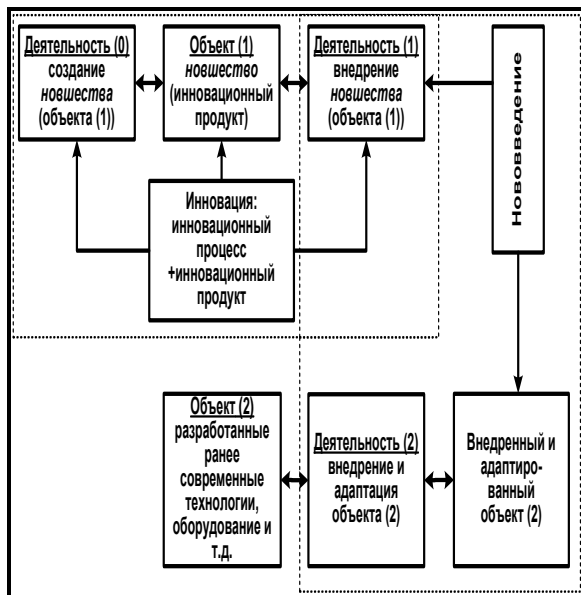 Деятельность (0)
создание
новшества
(объекта (1))
Объект (1)
новшество
(инновационный
продукт)
Деятельность (1)
внедрение
новшества
(объекта (1))
Нововведение
Инновация:
инновационный
процесс
+инновационный
продукт
Объект (2)
разработанные
ранее
современные
технологии,
оборудование и
т.д.
Деятельность (2)
внедрение и
адаптация
объекта (2)
Внедренный и
адаптиро-
ванный
объект (2)